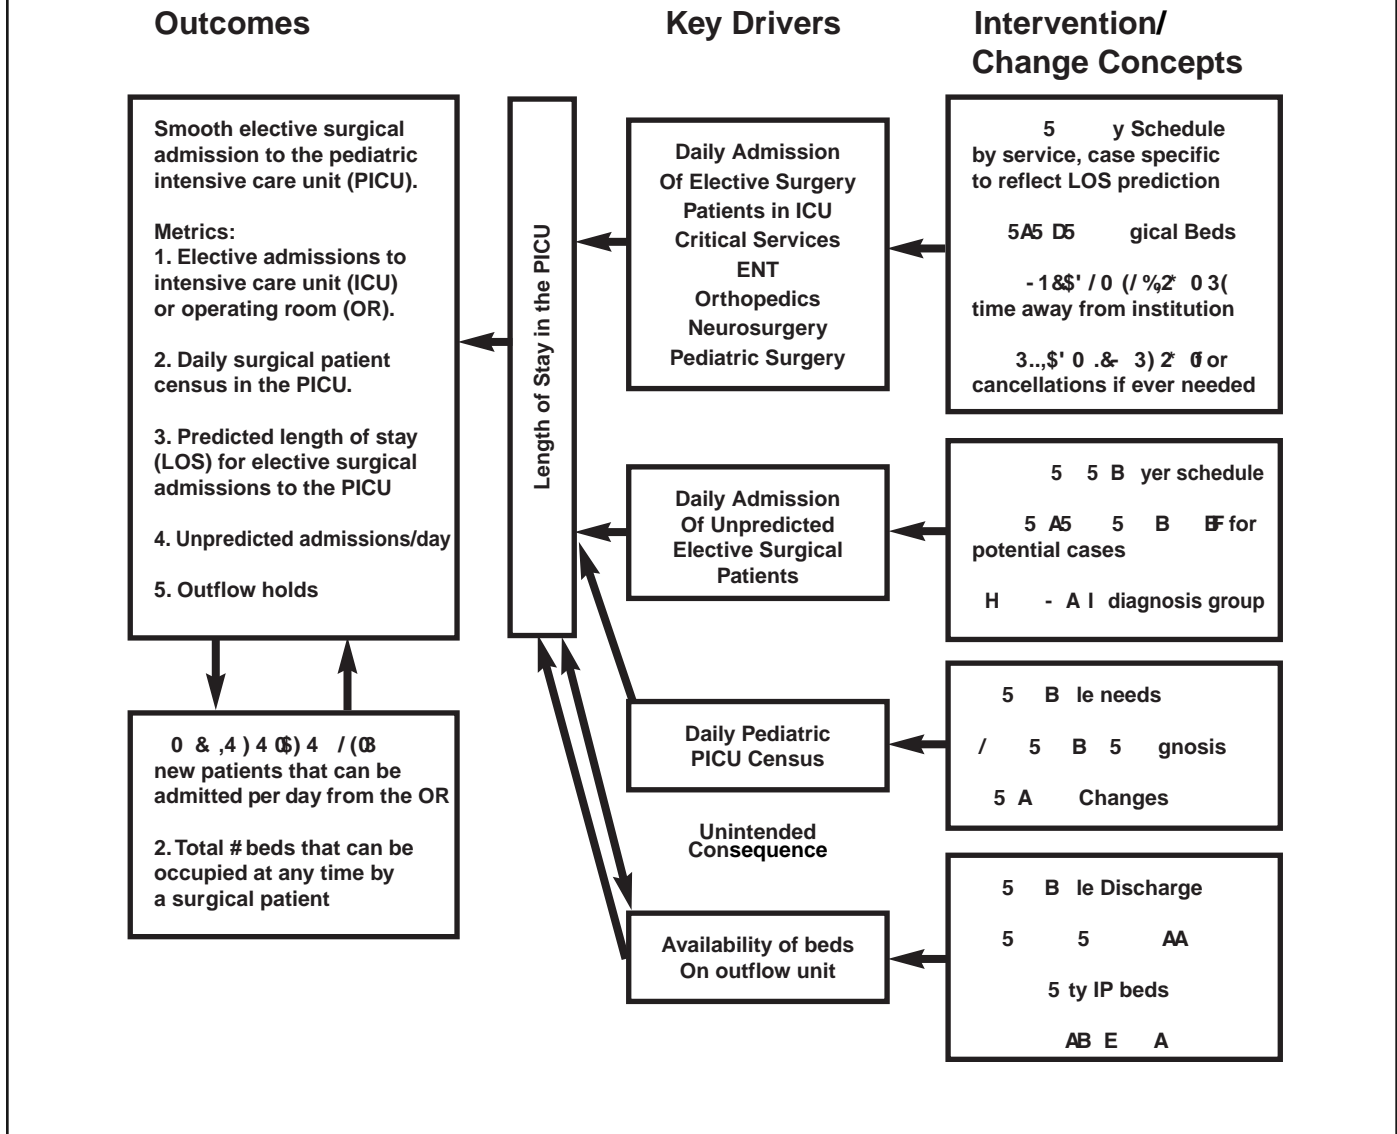 Outcomes
Key Drivers
Intervention/
Change Concepts
Smooth elective surgical
admission to the pediatric
intensive care unit (PICU).
Metrics:
1. Elective admissions to
intensive care unit (ICU)
or operating room (OR).
2. Daily surgical patient
census in the PICU.
3. Predicted length of stay
(LOS) for elective surgical
admissions to the PICU
4. Unpredicted admissions/day
5. Outflow holds
new patients that can be
admitted per day from the OR
2. Total # beds that can be
occupied at any time by
a surgical patient
Length of Stay in the PICU
Daily Admission
Of Elective Surgery
Patients in ICU
Critical Services
ENT
Orthopedics
Neurosurgery
Pediatric Surgery
Daily Admission
Of Unpredicted
Elective Surgical
Patients
Daily Pediatric
PICU Census
Unintended
Consequence
Availability of beds
On outflow unit
Schedule
by service, case specific
to reflect LOS prediction
Beds
time away from institution
for
cancellations if ever needed
schedule
for
potential cases
diagnosis group
needs
Changes
Discharge
IP beds